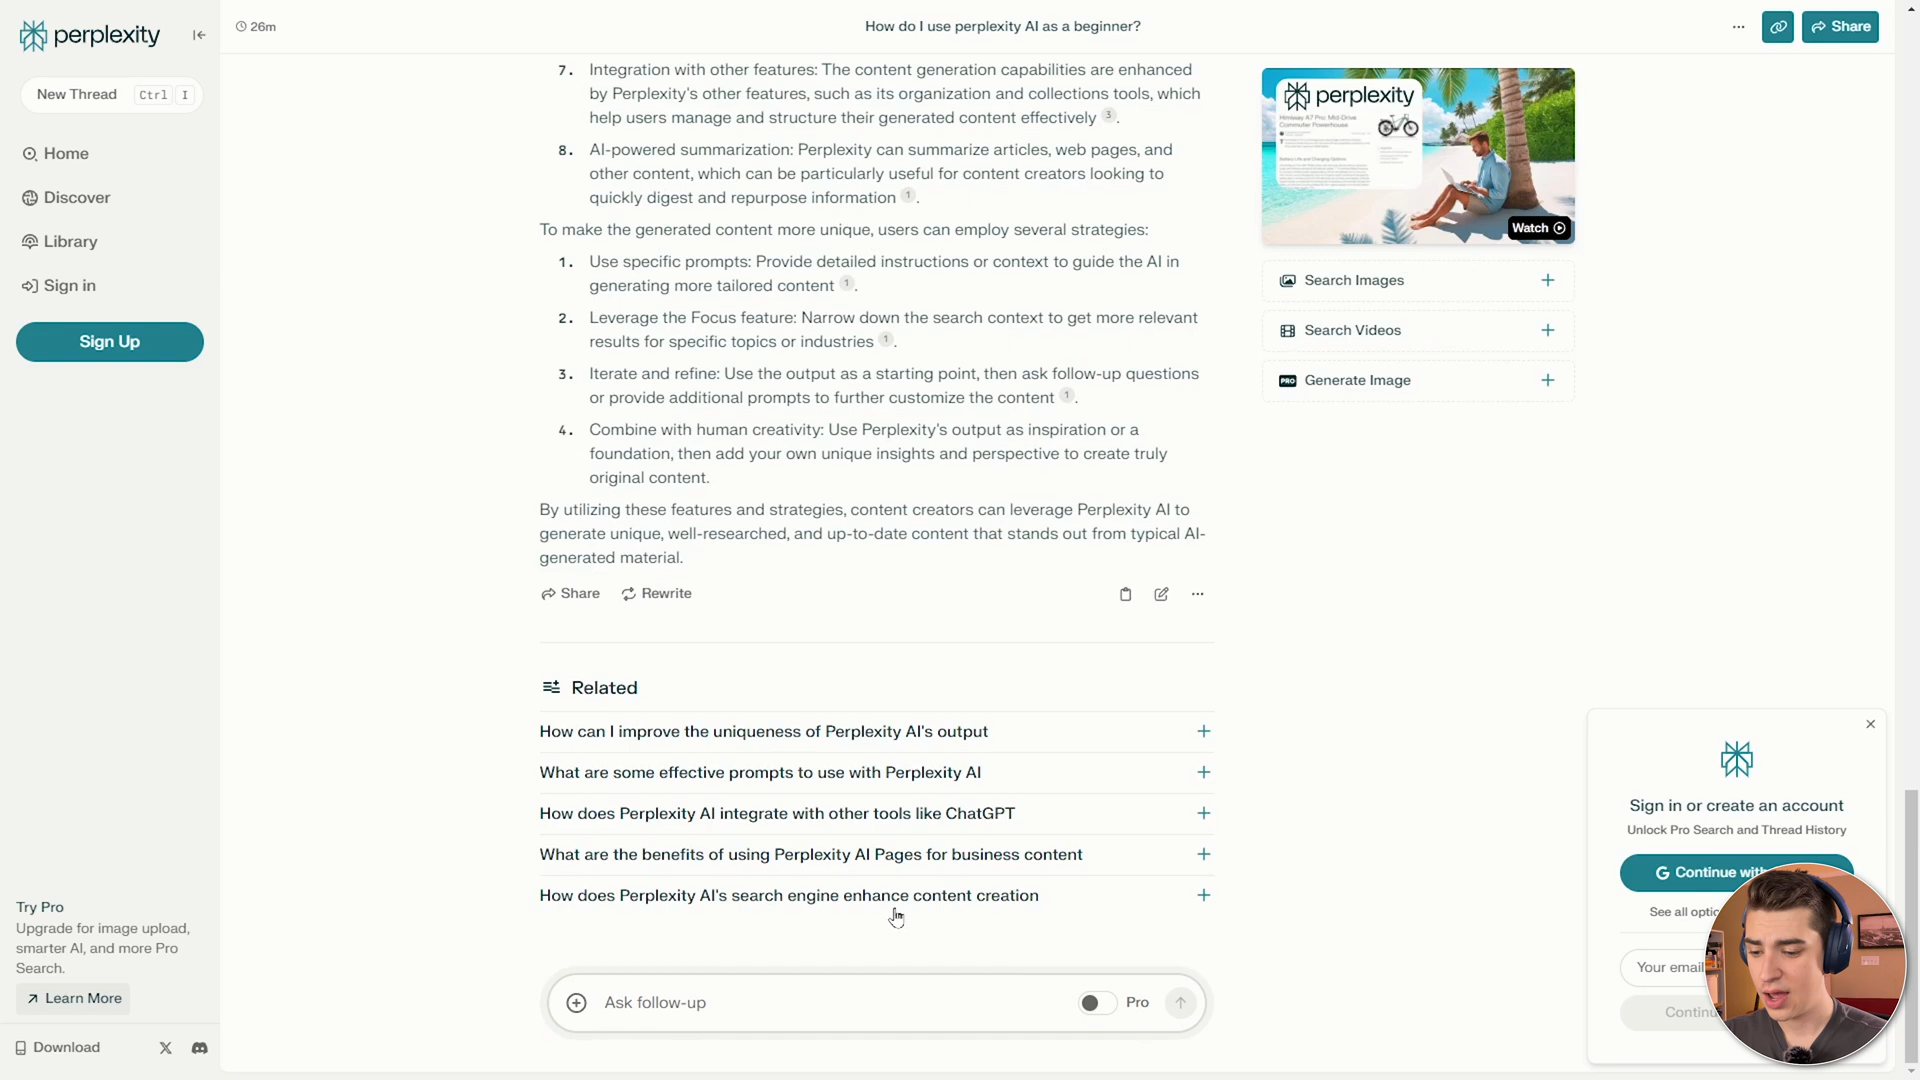 perplexity
New Thread Ctrl I
Home
Discover
Library
Sign in
Sign Up
Try Pro
Upgrade for image upload,
smarter AI, and more Pro
Search.
Learn More
Download
26m
How do I use perplexity AI as a beginner?
Share
7. Integration with other features: The content generation capabilities are enhanced
by Perplexity's other features, such as its organization and collections tools, which
help users manage and structure their generated content effectively 3.
8. AI-powered summarization: Perplexity can summarize articles, web pages, and
other content, which can be particularly useful for content creators looking to
quickly digest and repurpose information 1.
To make the generated content more unique, users can employ several strategies:
1. Use specific prompts: Provide detailed instructions or context to guide the AI in
generating more tailored content 1.
2. Leverage the Focus feature: Narrow down the search context to get more relevant
results for specific topics or industries 1.
3. Iterate and refine: Use the output as a starting point, then ask follow-up questions
or provide additional prompts to further customize the content 1.
4. Combine with human creativity: Use Perplexity's output as inspiration or a
foundation, then add your own unique insights and perspective to create truly
original content.
By utilizing these features and strategies, content creators can leverage Perplexity AI to
generate unique, well-researched, and up-to-date content that stands out from typical AI-
generated material.
Share Rewrite
Related
How can I improve the uniqueness of Perplexity AI's output
What are some effective prompts to use with Perplexity AI
How does Perplexity AI integrate with other tools like ChatGPT
What are the benefits of using Perplexity AI Pages for business content
How does Perplexity AI's search engine enhance content creation
Ask follow-up Pro
perplexity
Himiway A7 Pro: Mid-Drive
Commuter Powerhouse
Watch
Search Images
Search Videos
PRO Generate Image
Sign in or create an account
Unlock Pro Search and Thread History
Continue with
See all
Your email